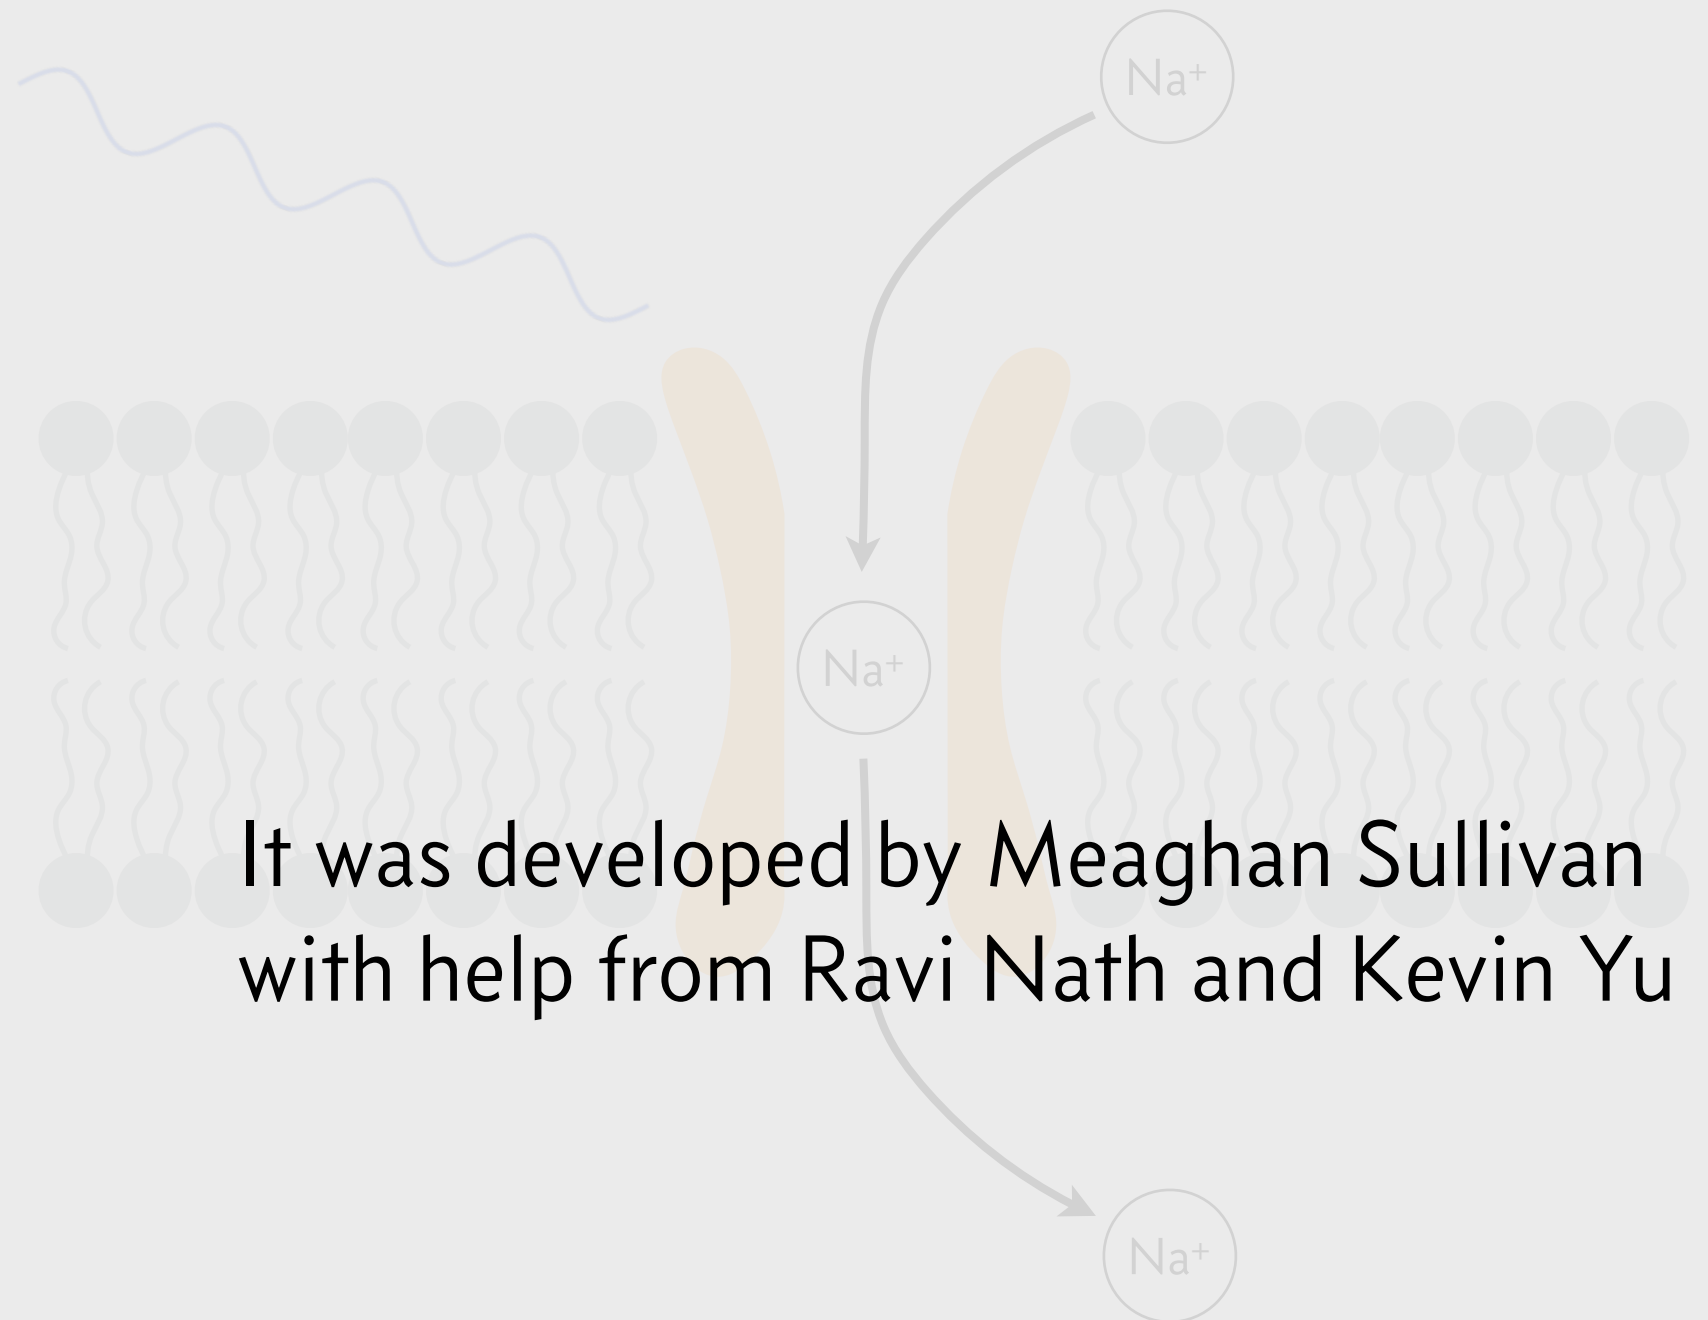 Na⁺
Na⁺
It was developed by Meaghan Sullivan
with help from Ravi Nath and Kevin Yu
Na⁺